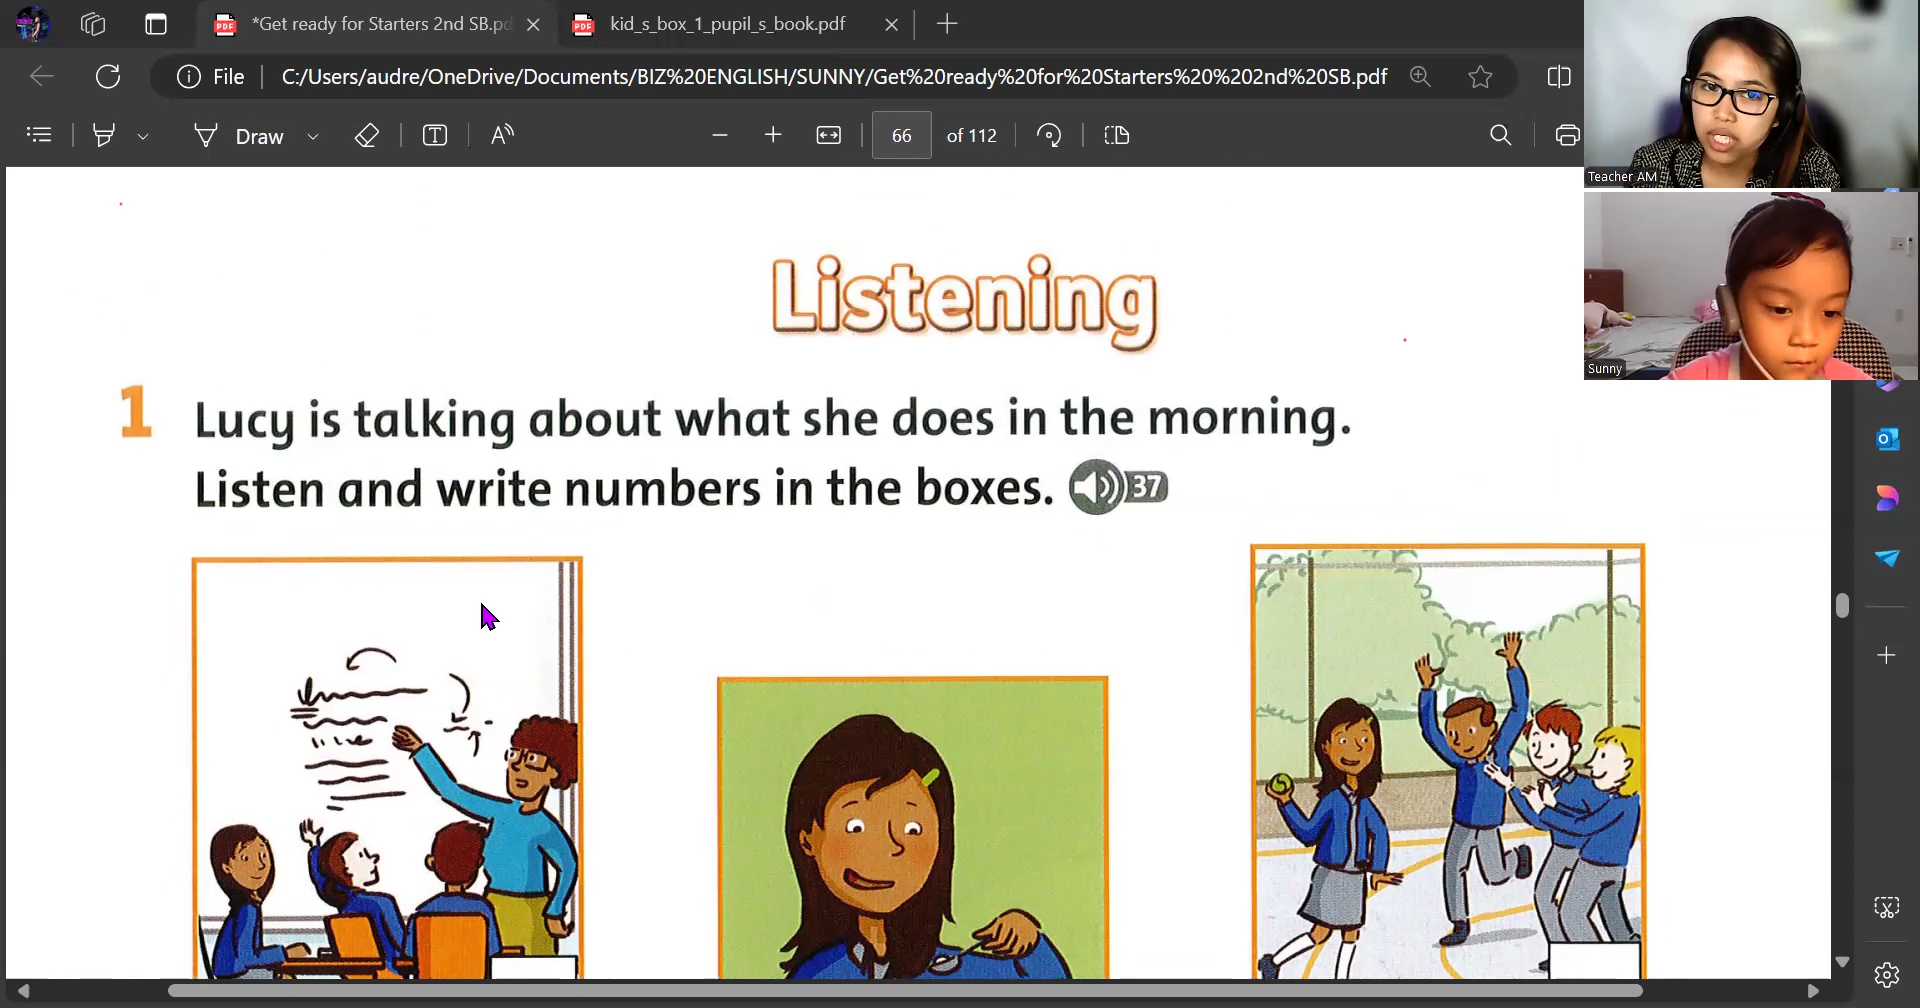 *Get ready for Starters 2nd SB.pd
kid_s_box_1_pupil_s_book.pdf
File
C:/Users/audre/OneDrive/Documents/BIZ%20ENGLISH/SUNNY/Get%20ready%20for%20Starters%20%202nd%20SB.pdf
Draw
66 of 112
Teacher AM
Sunny
Listening
1 Lucy is talking about what she does in the morning.
Listen and write numbers in the boxes. 37